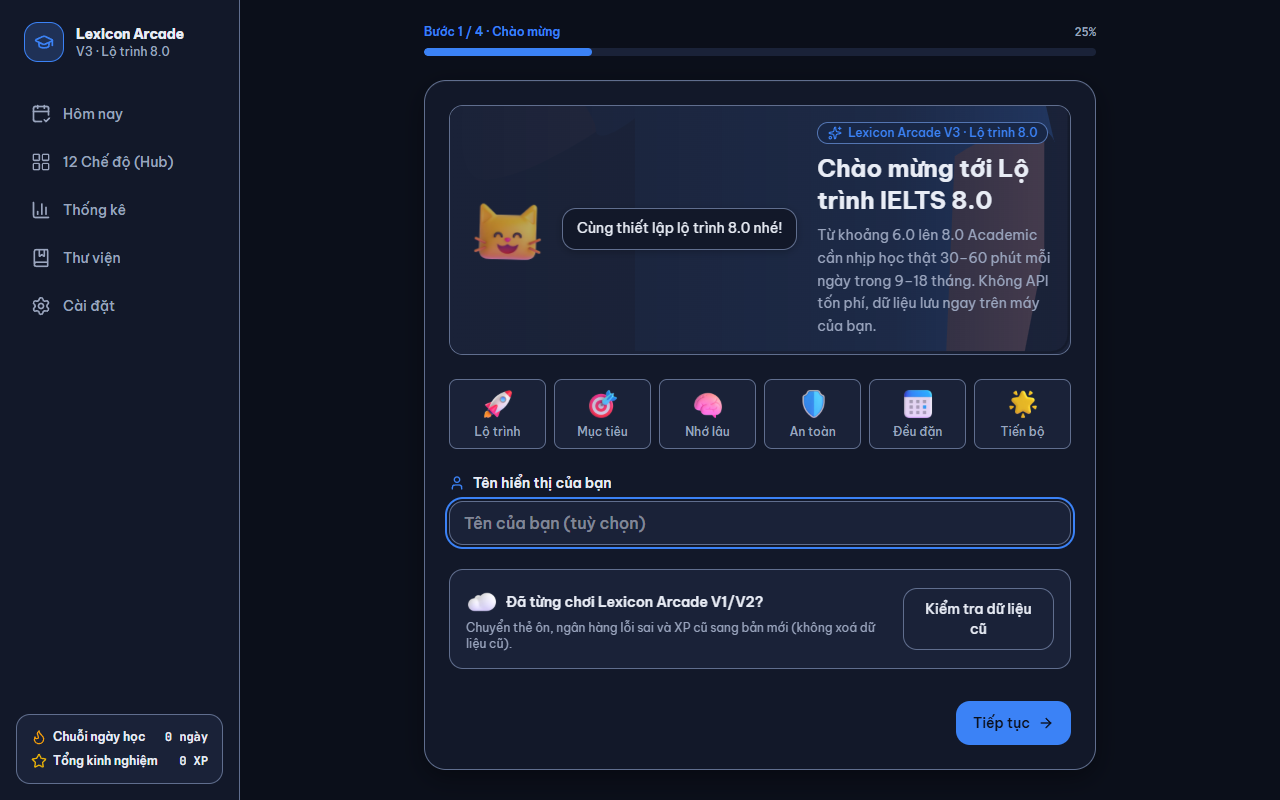 Lexicon Arcade
V3 · Lộ trình 8.0
Hôm nay
12 Chế độ (Hub)
Thống kê
Thư viện
Cài đặt
Chuỗi ngày học 0 ngày
Tổng kinh nghiệm 0 XP
Bước 1 / 4 · Chào mừng 25%
Cùng thiết lập lộ trình 8.0 nhé!
Lexicon Arcade V3 · Lộ trình 8.0
Chào mừng tới Lộ
trình IELTS 8.0
Từ khoảng 6.0 lên 8.0 Academic
cần nhịp học thật 30–60 phút mỗi
ngày trong 9–18 tháng. Không API
tốn phí, dữ liệu lưu ngay trên máy
của bạn.
Lộ trình
Mục tiêu
Nhớ lâu
An toàn
Đều đặn
Tiến bộ
Tên hiển thị của bạn
Tên của bạn (tuỳ chọn)
Đã từng chơi Lexicon Arcade V1/V2?
Chuyển thẻ ôn, ngân hàng lỗi sai và XP cũ sang bản mới (không xoá dữ
liệu cũ).
Kiểm tra dữ liệu
cũ
Tiếp tục